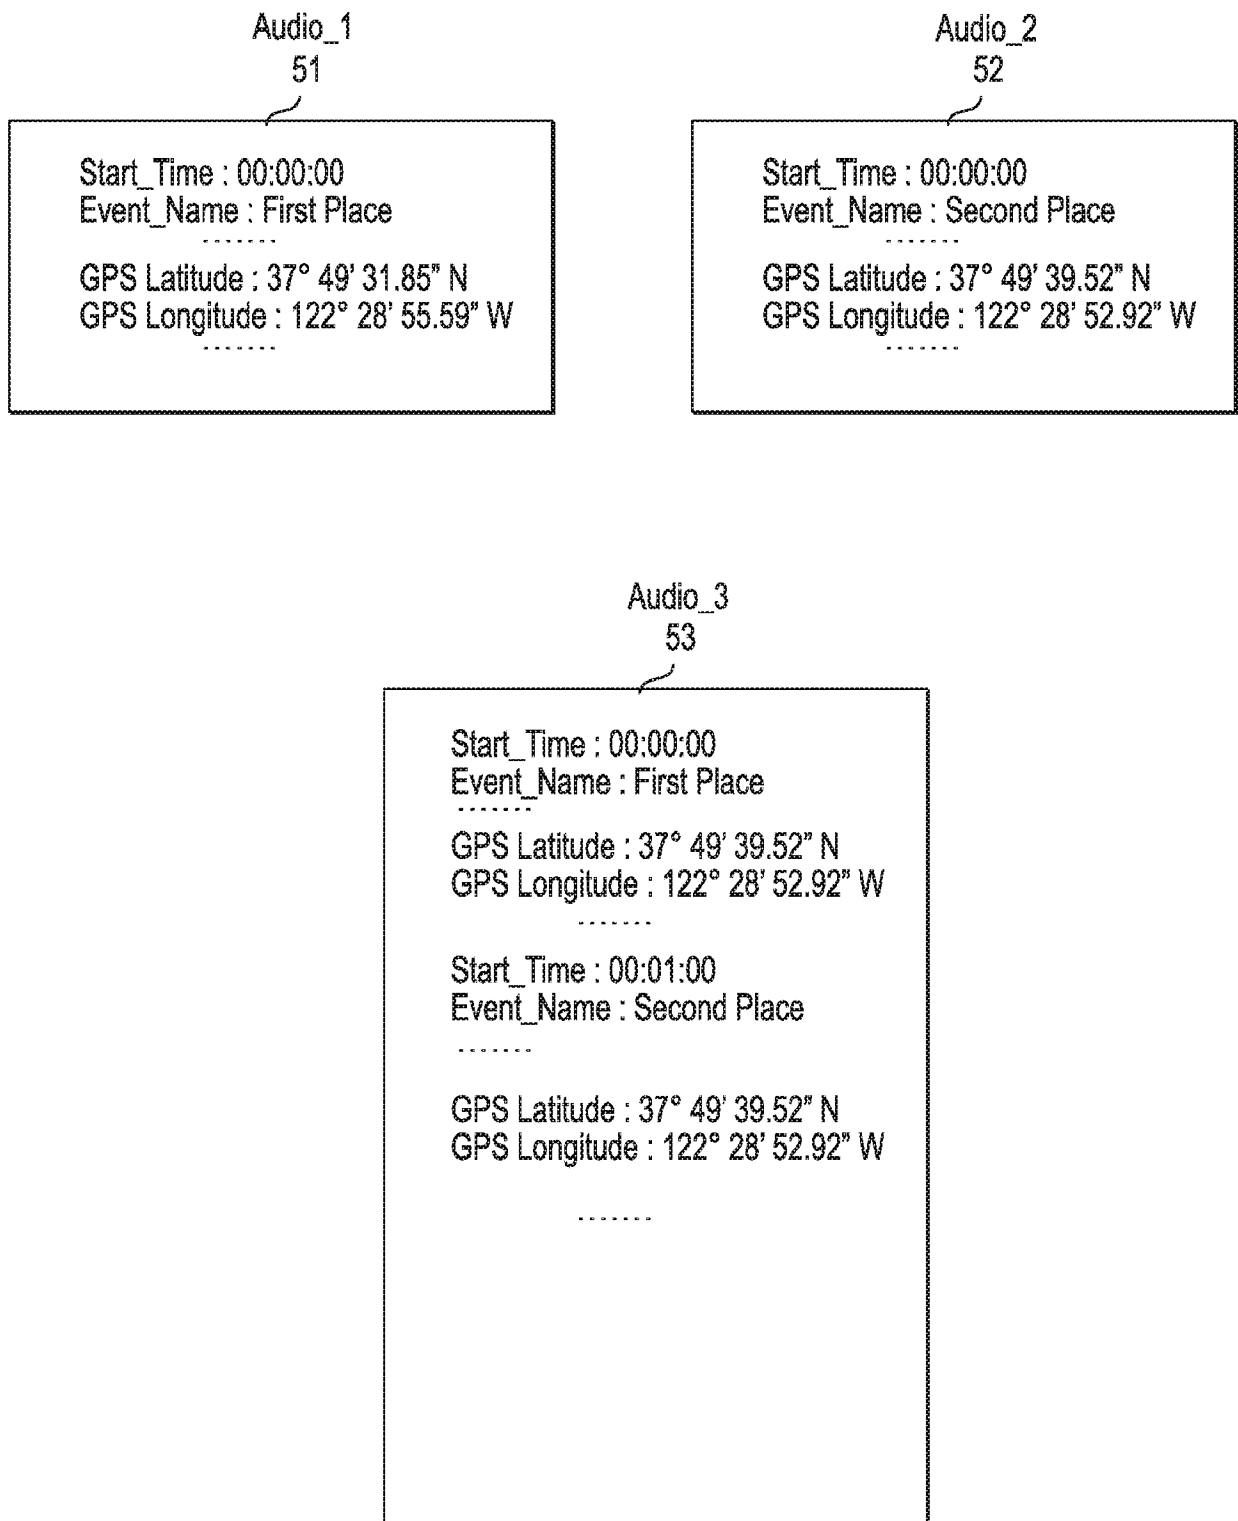 Audio_1
51
Start_Time : 00:00:00
Event_Name : First Place
.......
GPS Latitude : 37° 49' 31.85” N
GPS Longitude : 122° 28' 55.59” W
.......
Audio_2
52
Start_Time : 00:00:00
Event_Name : Second Place
.......
GPS Latitude : 37° 49' 39.52” N
GPS Longitude : 122° 28' 52.92” W
.......
Audio_3
53
Start_Time : 00:00:00
Event_Name : First Place
.......
GPS Latitude : 37° 49' 39.52” N
GPS Longitude : 122° 28' 52.92” W
.......
Start_Time : 00:01:00
Event_Name : Second Place
.......
GPS Latitude : 37° 49' 39.52” N
GPS Longitude : 122° 28' 52.92” W
.......